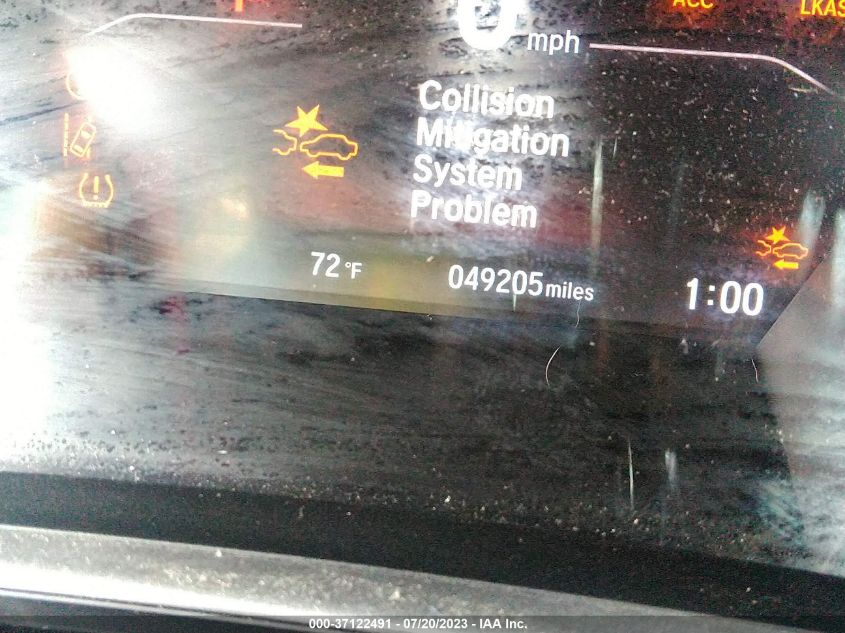 ACC
LKAS
0 mph
Collision
Mitigation
System
Problem
72 °F
049205 miles
1:00
000-37122491 - 07/20/2023 - IAA Inc.